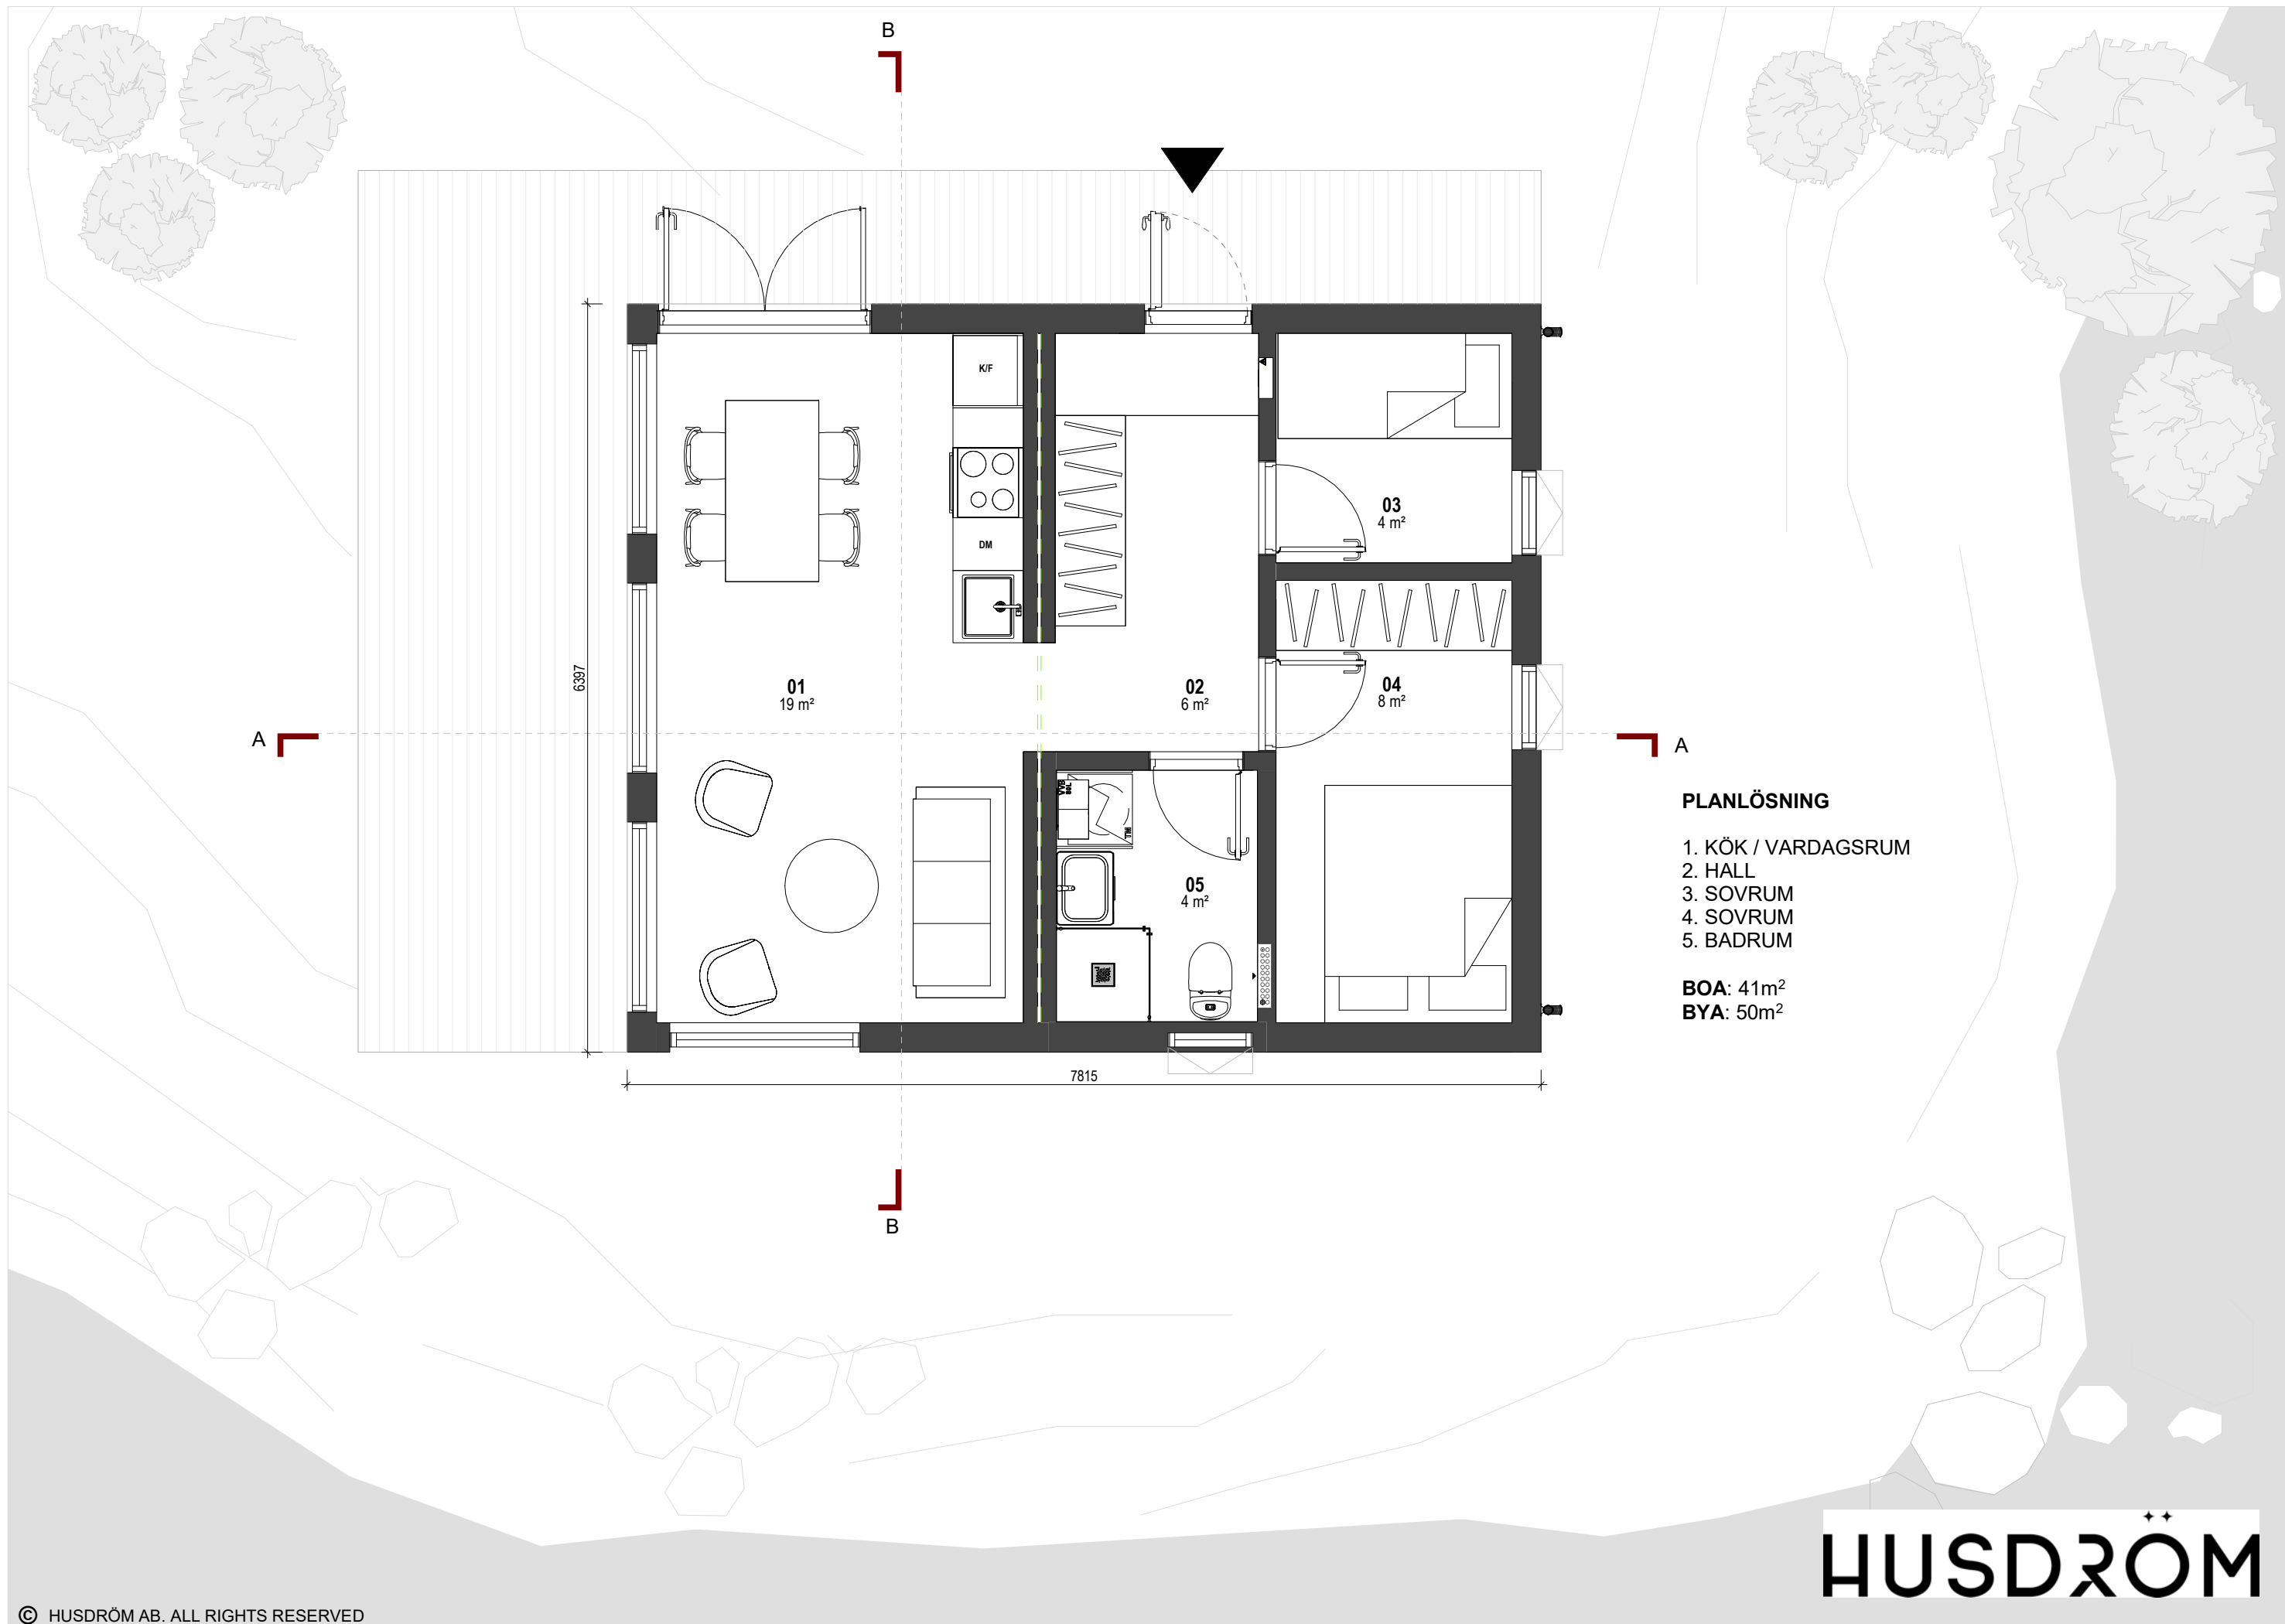 B
K/F
DM
03
4 m²
6397
01
19 m²
02
6 m²
04
8 m²
A
A
VVB
80L
T/M
05
4 m²
PLANLÖSNING
1. KÖK / VARDAGSRUM
2. HALL
3. SOVRUM
4. SOVRUM
5. BADRUM
BOA: 41m²
BYA: 50m²
7815
B
HUSDRÖM
© HUSDRÖM AB. ALL RIGHTS RESERVED